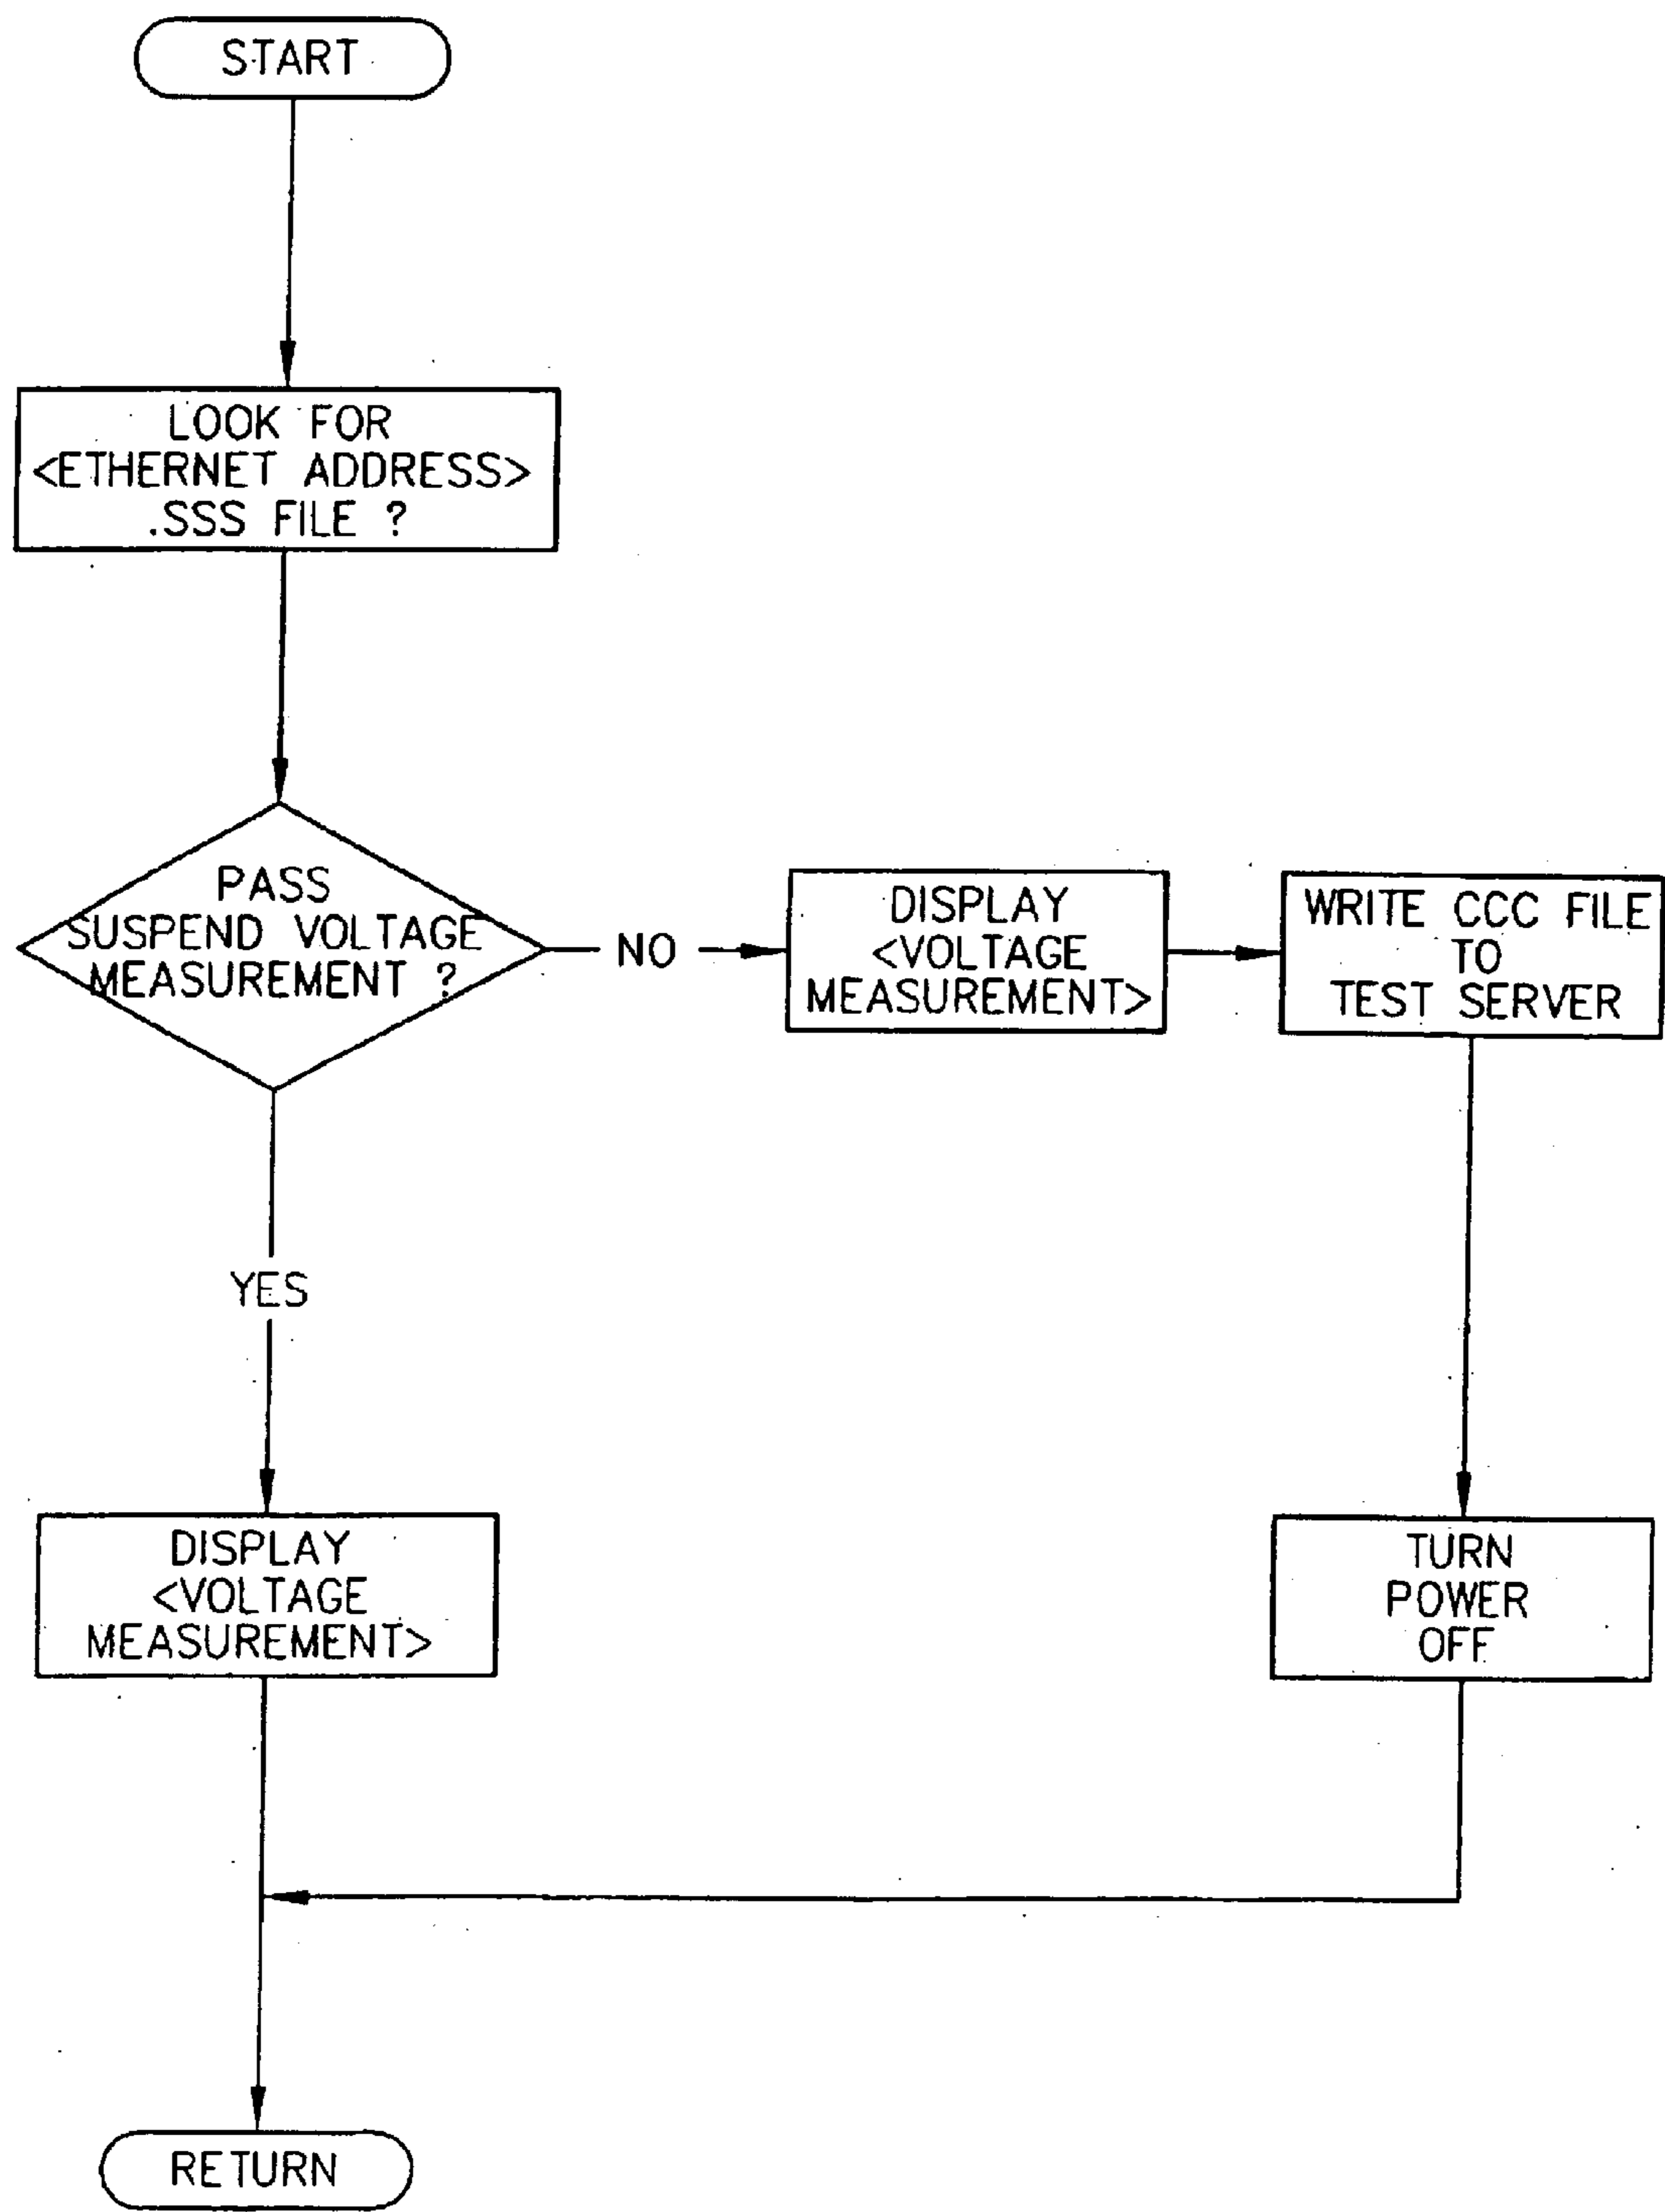 START
LOOK FOR
<ETHERNET ADDRESS>
.SSS FILE ?
PASS
SUSPEND VOLTAGE
MEASUREMENT ?
NO
DISPLAY
<VOLTAGE
MEASUREMENT>
WRITE CCC FILE
TO
TEST SERVER
YES
DISPLAY
<VOLTAGE
MEASUREMENT>
TURN
POWER
OFF
RETURN